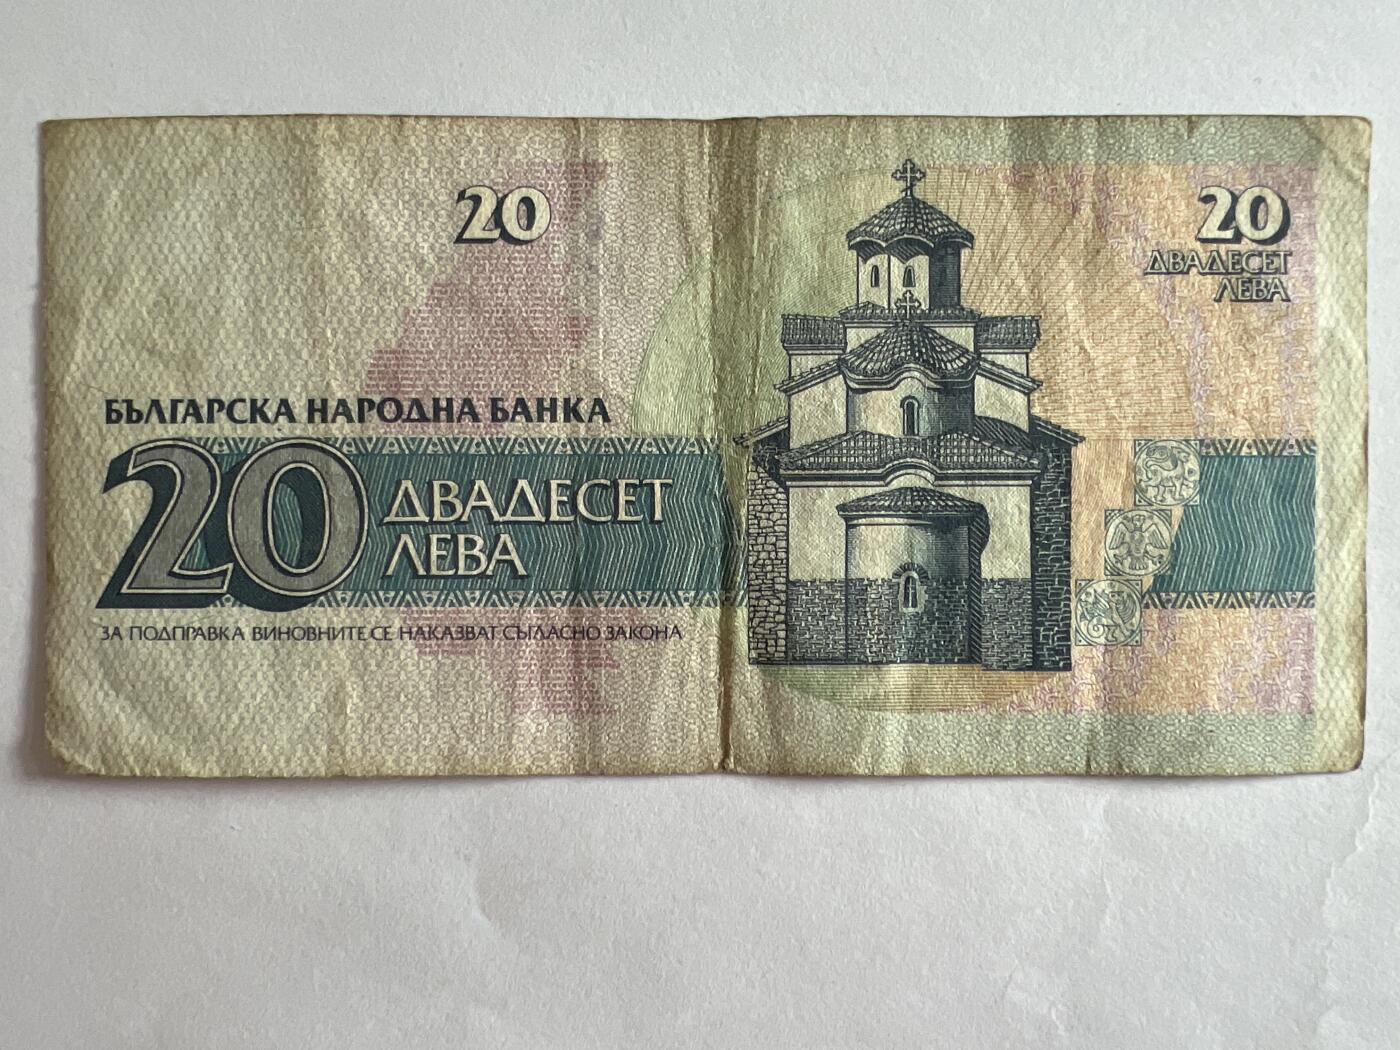 20
20
ДВАДЕСЕТ
ЛЕВА
БЪЛГАРСКА НАРОДНА БАНКА
20 ДВАДЕСЕТ
ЛЕВА
ЗА ПОДПРАВКА ВИНОВНИТЕ СЕ НАКАЗВАТ СЪГЛАСНО ЗАКОНА